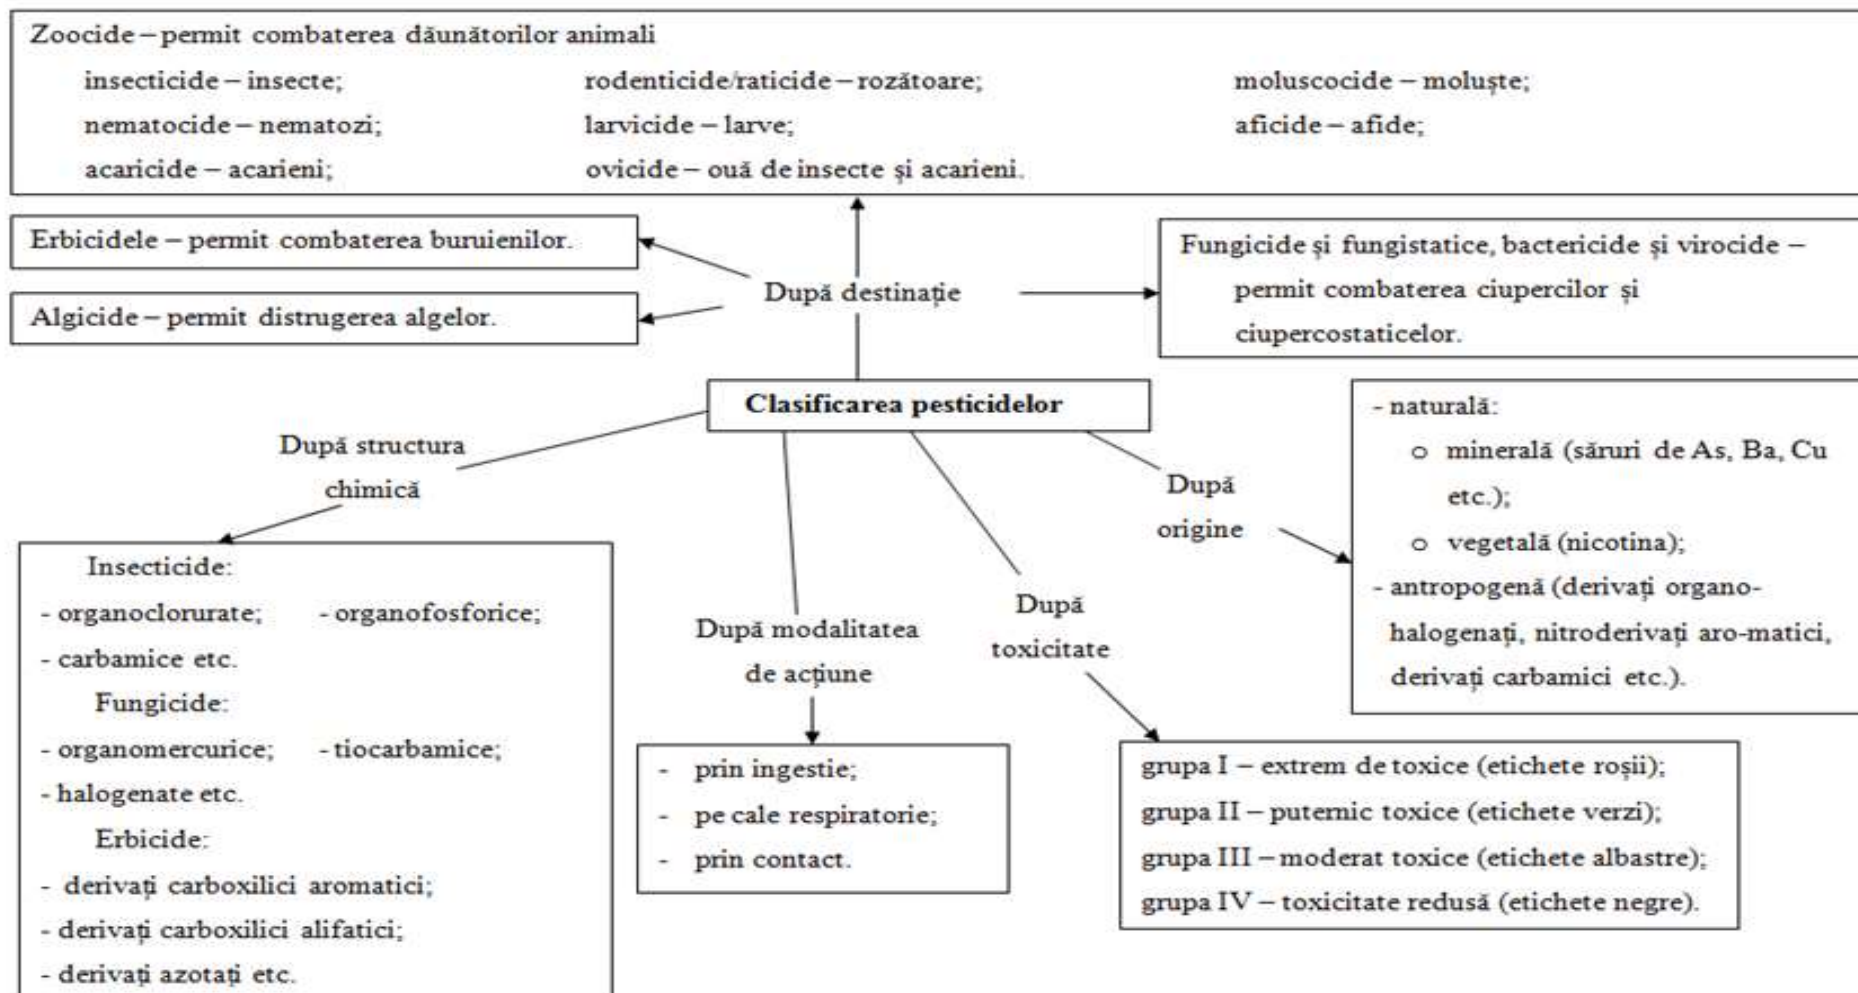 Zoocide – permit combaterea dăunătorilor animali
insecticide – insecte; rodenticide/raticide – rozătoare; moluscocide – moluște;
nematocide – nematozi; larvicide – larve; aficide – afide;
acaricide – acarieni; ovicide – ouă de insecte și acarieni.
Erbicidele – permit combaterea buruienilor.
Algicide – permit distrugerea algelor.
După destinație
Fungicide și fungistatice, bactericide și virocide –
permit combaterea ciupercilor și
ciupercostaticelor.
Clasificarea pesticidelor
După structura
chimică
Insecticide:
- organoclorurate; - organofosforice;
- carbamice etc.
Fungicide:
- organomercurice; - tiocarbamice;
- halogenate etc.
Erbicide:
- derivați carboxilici aromatici;
- derivați carboxilici alifatici;
- derivați azotați etc.
După modalitatea
de acțiune
- prin ingestie;
- pe cale respiratorie;
- prin contact.
După
toxicitate
grupa I – extrem de toxice (etichete roșii);
grupa II – puternic toxice (etichete verzi);
grupa III – moderat toxice (etichete albastre);
grupa IV – toxicitate redusă (etichete negre).
După
origine
- naturală:
o minerală (săruri de As, Ba, Cu
etc.);
o vegetală (nicotina);
- antropogenă (derivați organo-
halogenați, nitroderivați aro-matici,
derivați carbamici etc.).